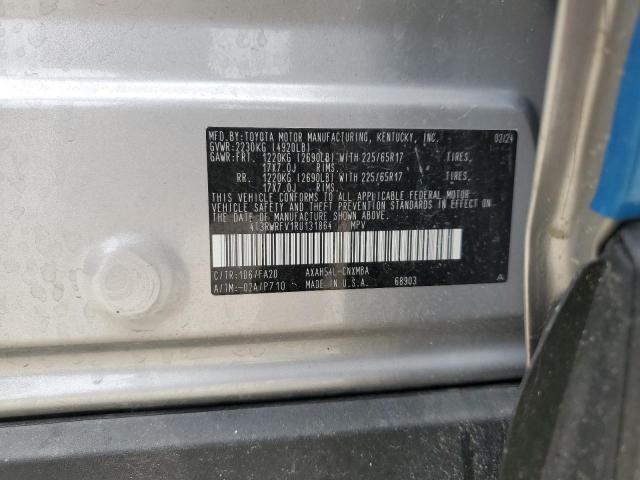 MFD. BY: TOYOTA MOTOR MANUFACTURING, KENTUCKY, INC. 03/24
GVWR: 2230KG (4920LB)
GAWR: FRT. 1220KG (2690LB) WITH 225/65R17 TIRES,
17X7.0J RIMS,
RR. 1220KG (2690LB) WITH 225/65R17 TIRES,
17X7.0J RIMS.
THIS VEHICLE CONFORMS TO ALL APPLICABLE FEDERAL MOTOR
VEHICLE SAFETY AND THEFT PREVENTION STANDARDS IN
EFFECT ON THE DATE OF MANUFACTURE SHOWN ABOVE.
4T3RWRFV1RU131864 MPV
C/TR: 1D6/FA20 AXAH54L-CNXMBA
A/TM: -02A/P710 MADE IN U.S.A. 68903 A